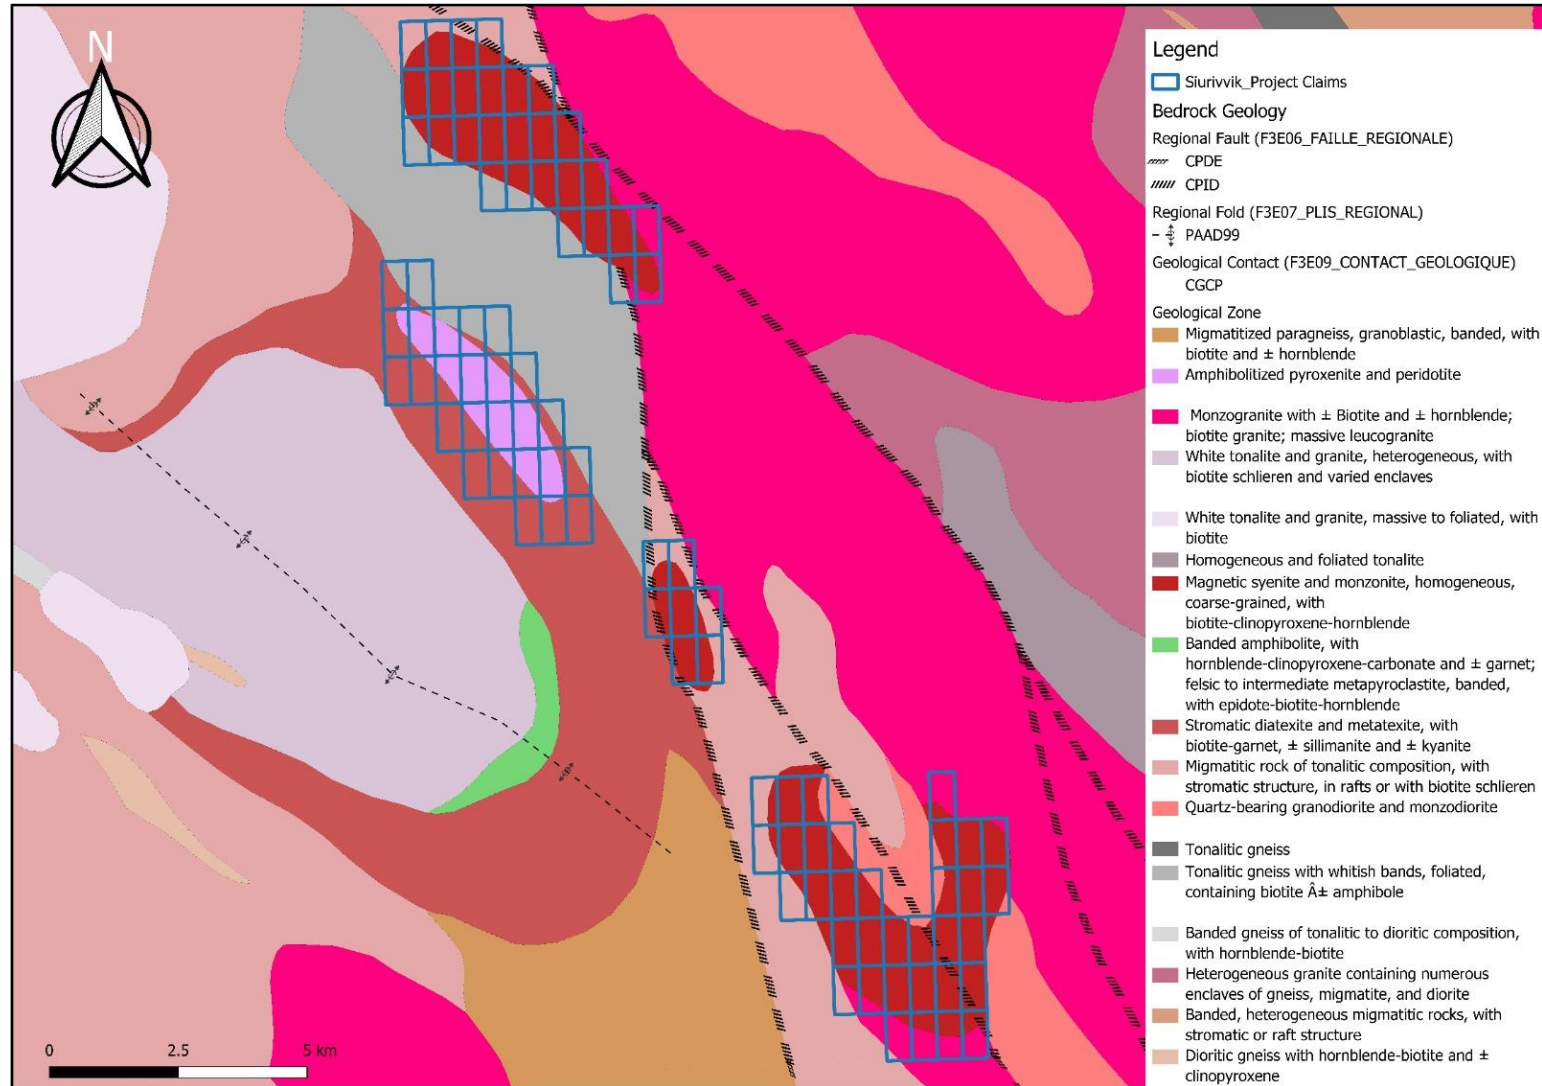 N
0 2.5 5 km
Legend
Siurivvik_Project Claims
Bedrock Geology
Regional Fault (F3E06_FAILLE_REGIONALE)
CPDE
CPID
Regional Fold (F3E07_PLIS_REGIONAL)
PAAD99
Geological Contact (F3E09_CONTACT_GEOLOGIQUE)
CGCP
Geological Zone
Migmatitized paragneiss, granoblastic, banded, with
biotite and ± hornblende
Amphibolitized pyroxenite and peridotite
Monzogranite with ± Biotite and ± hornblende;
biotite granite; massive leucogranite
White tonalite and granite, heterogeneous, with
biotite schlieren and varied enclaves
White tonalite and granite, massive to foliated, with
biotite
Homogeneous and foliated tonalite
Magnetic syenite and monzonite, homogeneous,
coarse-grained, with
biotite-clinopyroxene-hornblende
Banded amphibolite, with
hornblende-clinopyroxene-carbonate and ± garnet;
felsic to intermediate metapyroclastite, banded,
with epidote-biotite-hornblende
Stromatic diatexite and metatexite, with
biotite-garnet, ± sillimanite and ± kyanite
Migmatitic rock of tonalitic composition, with
stromatic structure, in rafts or with biotite schlieren
Quartz-bearing granodiorite and monzodiorite
Tonalitic gneiss
Tonalitic gneiss with whitish bands, foliated,
containing biotite Â± amphibole
Banded gneiss of tonalitic to dioritic composition,
with hornblende-biotite
Heterogeneous granite containing numerous
enclaves of gneiss, migmatite, and diorite
Banded, heterogeneous migmatitic rocks, with
stromatic or raft structure
Dioritic gneiss with hornblende-biotite and ±
clinopyroxene